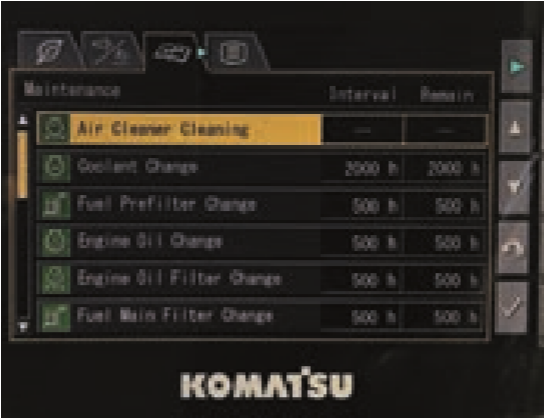 Maintenance Interval Remain
Air Cleaner Cleaning — —
Coolant Change 2000 h 2000 h
Fuel Prefilter Change 500 h 500 h
Engine Oil Change 500 h 500 h
Engine Oil Filter Change 500 h 500 h
Fuel Main Filter Change 500 h 500 h
KOMATSU